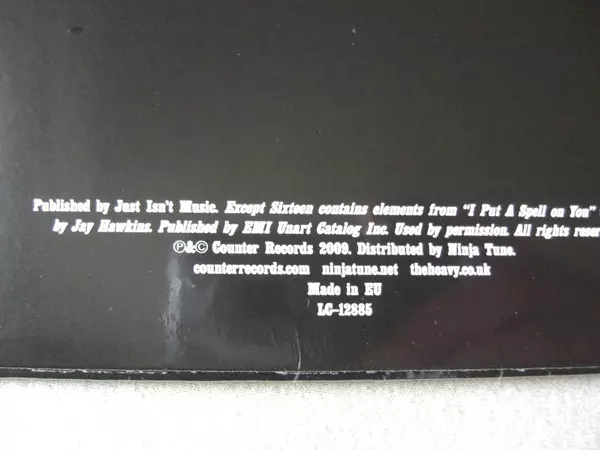 Published by Just Isn't Music. Except Sixteen contains elements from "I Put A Spell on You"
by Jay Hawkins. Published by EMI Unart Catalog Inc. Used by permission. All rights reser
℗&© Counter Records 2009. Distributed by Ninja Tune.
counterrecords.com ninjatune.net theheavy.co.uk
Made in EU
LC-12885